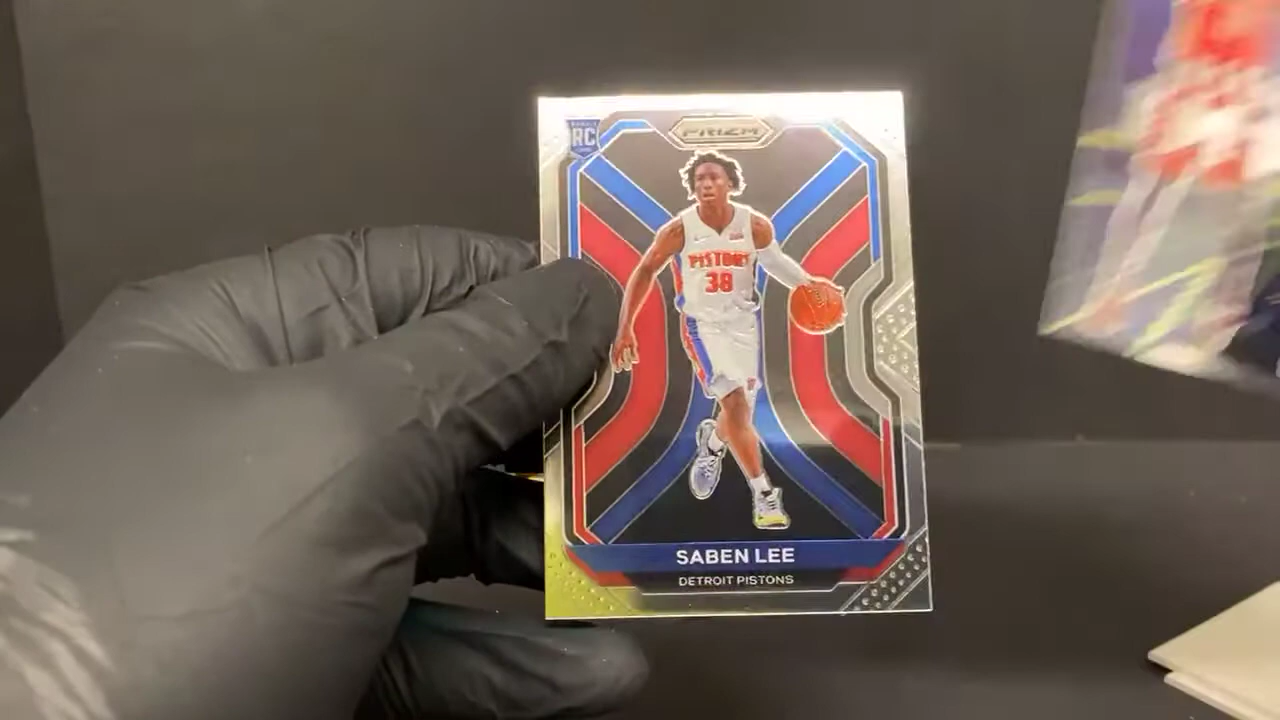 RC
PRIZM
PISTONS
38
SABEN LEE
DETROIT PISTONS